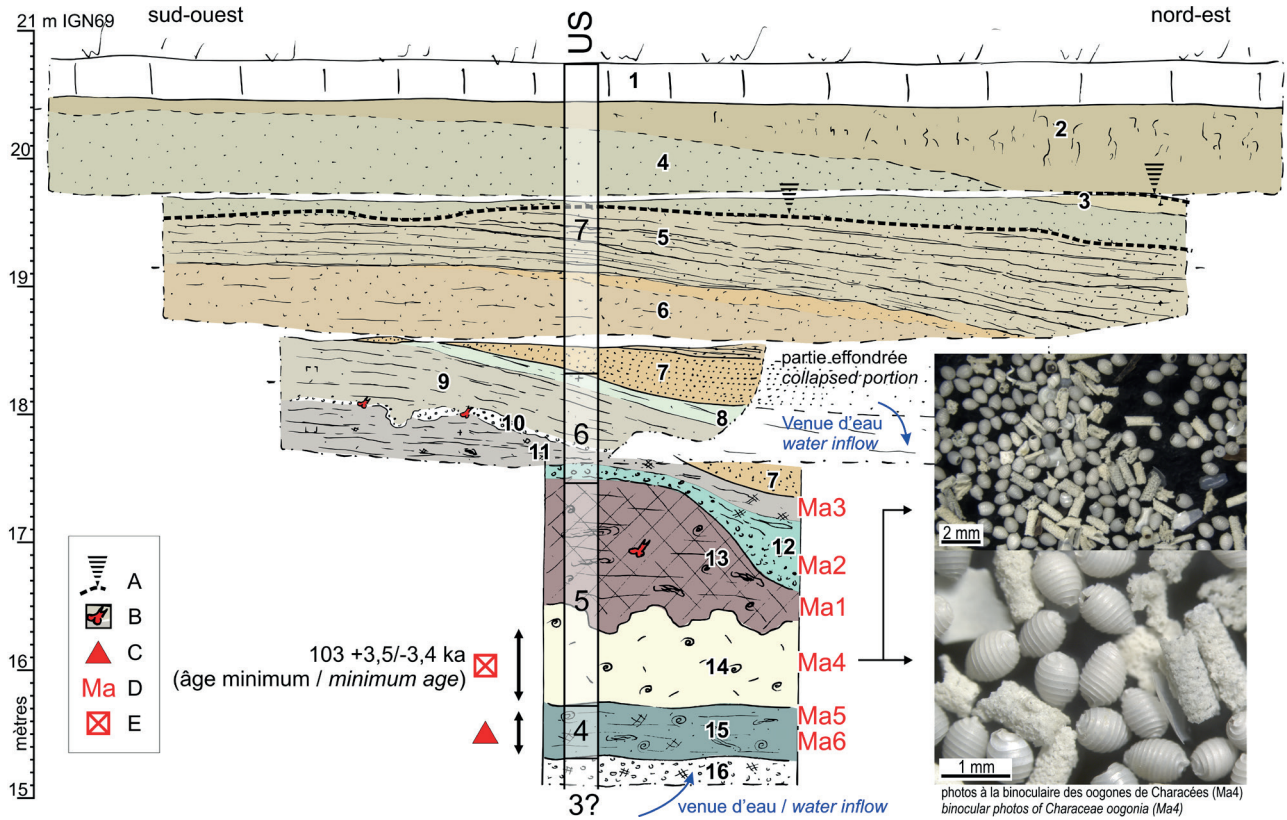 21 m IGN69
sud-ouest
US
nord-est
1
2
20
4
3
7
5
19
6
7
partie effondrée
collapsed portion
9
8
18
10
Venue d'eau
water inflow
6
11
7
Ma3
2 mm
17
12
13
Ma2
A
B
5
Ma1
103 +3,5/-3,4 ka
(âge minimum / minimum age)
C
16
14
Ma4
Ma D
E
mètres
Ma5
4
15
Ma6
16
1 mm
15
3?
venue d'eau / water inflow
photos à la binoculaire des oogones de Characées (Ma4)
binocular photos of Characeae oogonia (Ma4)